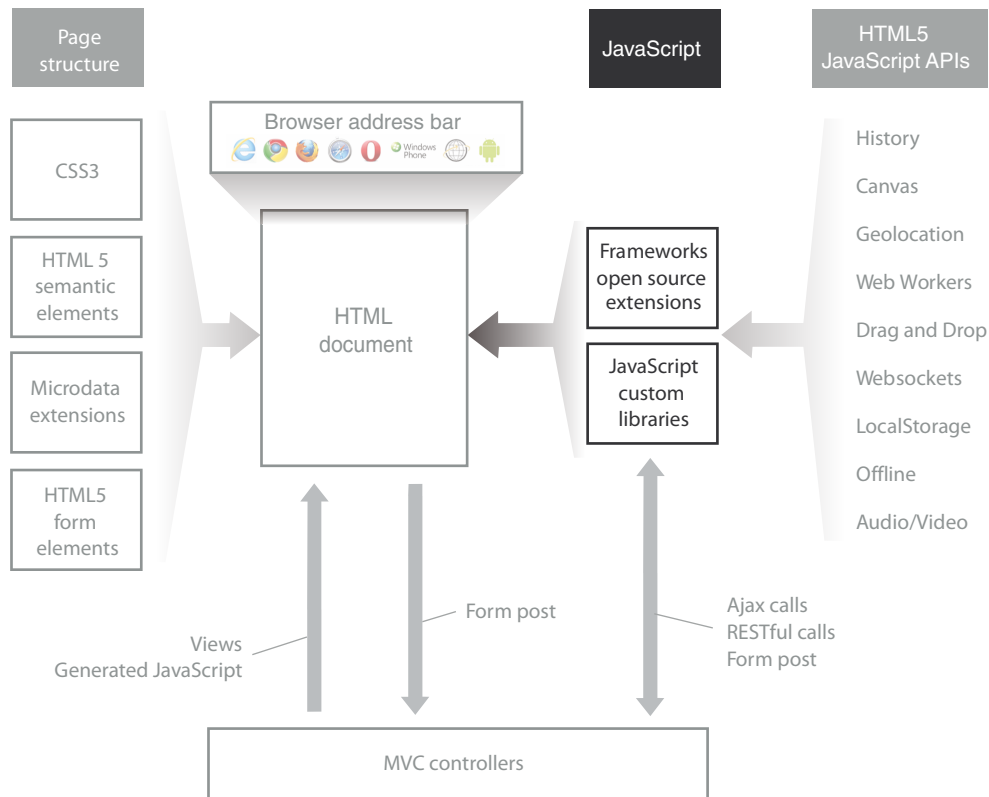 Page
structure
JavaScript
HTML5
JavaScript APIs
Browser address bar
Windows
Phone
CSS3
HTML 5
semantic
elements
Microdata
extensions
HTML5
form
elements
HTML
document
Frameworks
open source
extensions
JavaScript
custom
libraries
History
Canvas
Geolocation
Web Workers
Drag and Drop
Websockets
LocalStorage
Offline
Audio/Video
Views
Generated JavaScript
Form post
Ajax calls
RESTful calls
Form post
MVC controllers